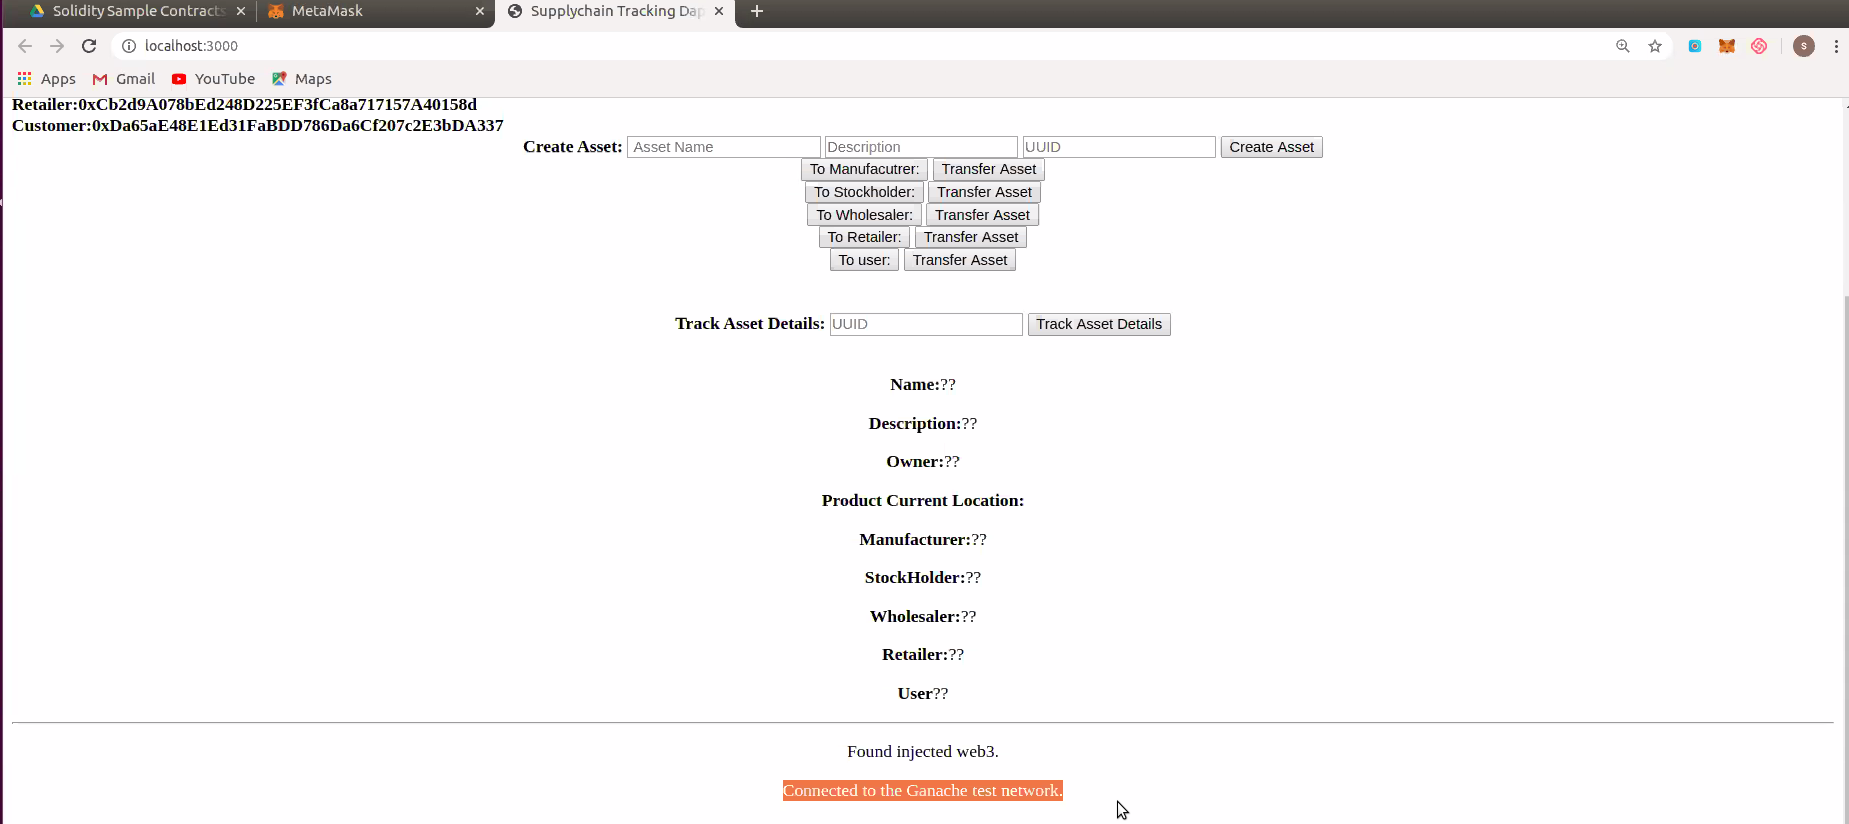 Solidity Sample Contracts
MetaMask
Supplychain Tracking Dap
localhost:3000
S
Apps
Gmail
YouTube
Maps
Retailer:0xCb2d9A078bEd248D225EF3fCa8a717157A40158d
Customer:0xDa65aE48E1Ed31FaBDD786Da6Cf207c2E3bDA337
Create Asset: Asset Name Description UUID Create Asset
To Manufacutrer: Transfer Asset
To Stockholder: Transfer Asset
To Wholesaler: Transfer Asset
To Retailer: Transfer Asset
To user: Transfer Asset
Track Asset Details: UUID Track Asset Details
Name:??
Description:??
Owner:??
Product Current Location:
Manufacturer:??
StockHolder:??
Wholesaler:??
Retailer:??
User??
Found injected web3.
Connected to the Ganache test network.